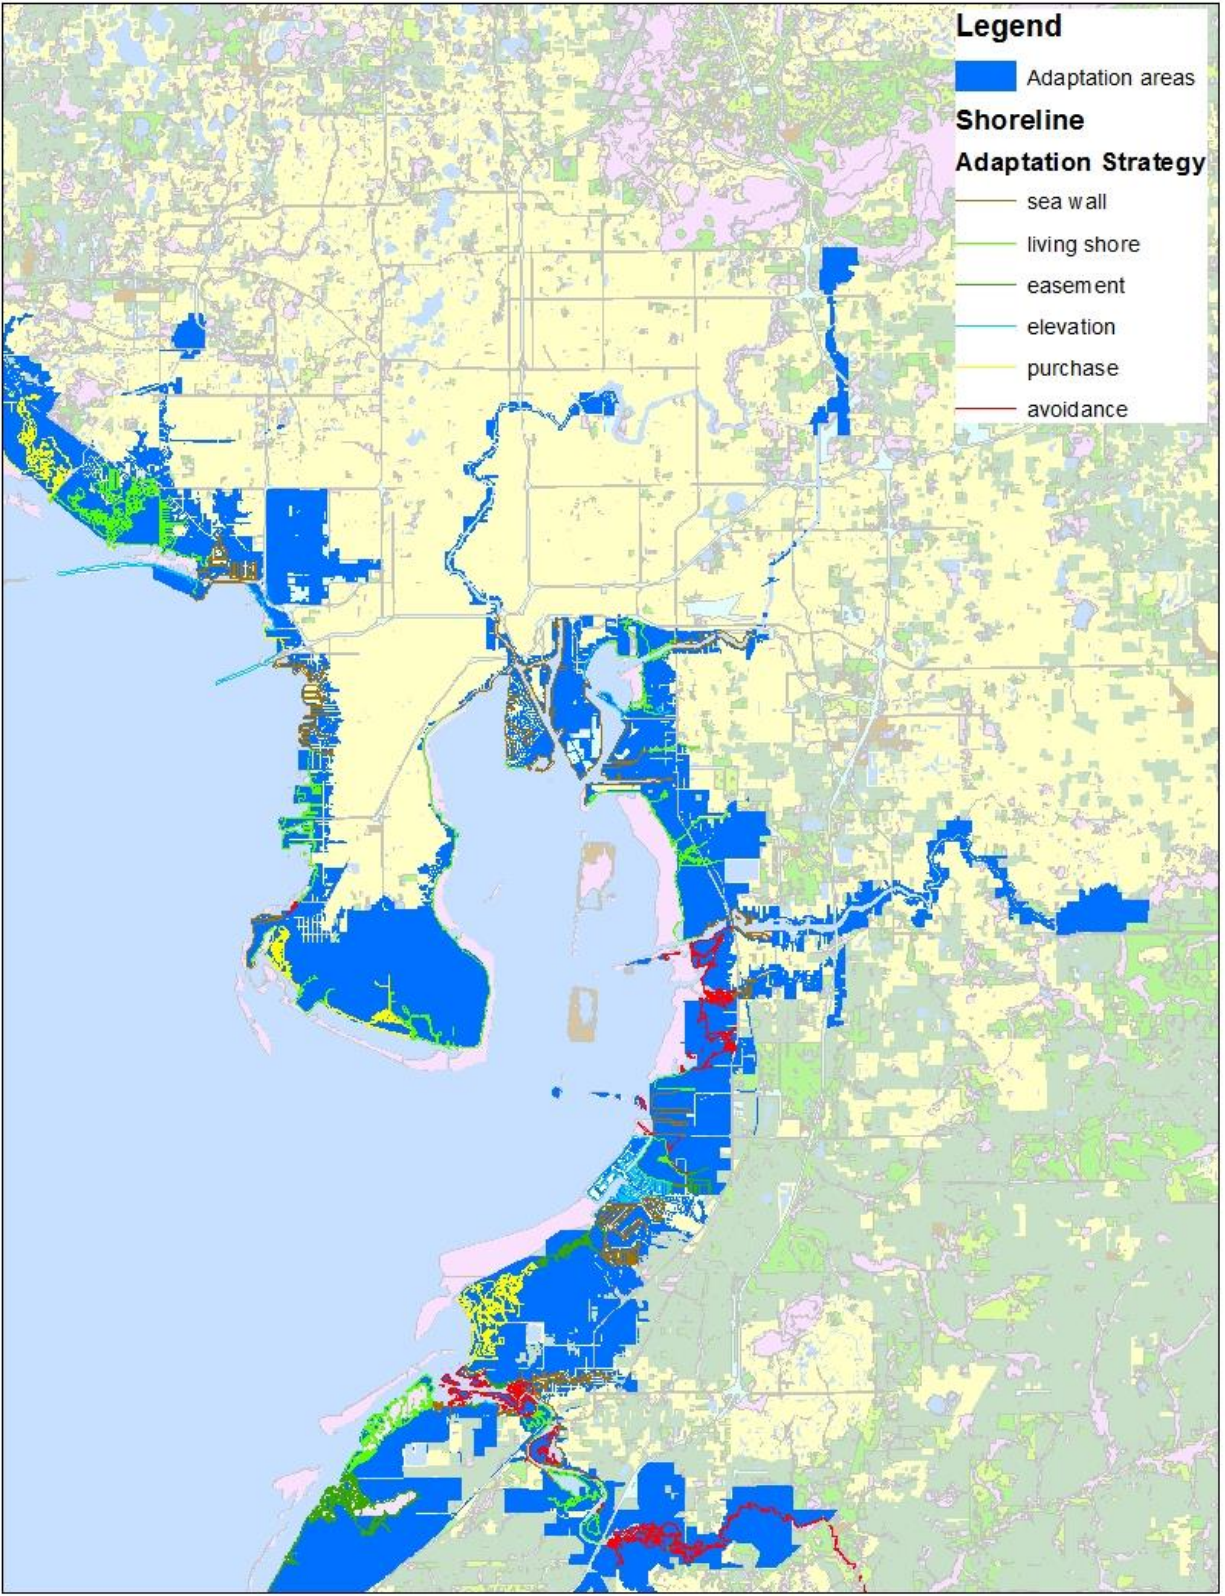 Legend
Adaptation areas
Shoreline
Adaptation Strategy
sea wall
living shore
easement
elevation
purchase
avoidance